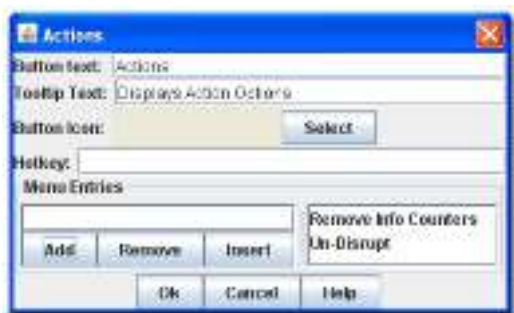 Actions
Button text: Actions
Tooltip Text: Displays Action Options
Button Icon: Select
Hotkey:
Menu Entries
Remove Info Counters
Un-Disrupt
Add Remove Insert
Ok Cancel Help